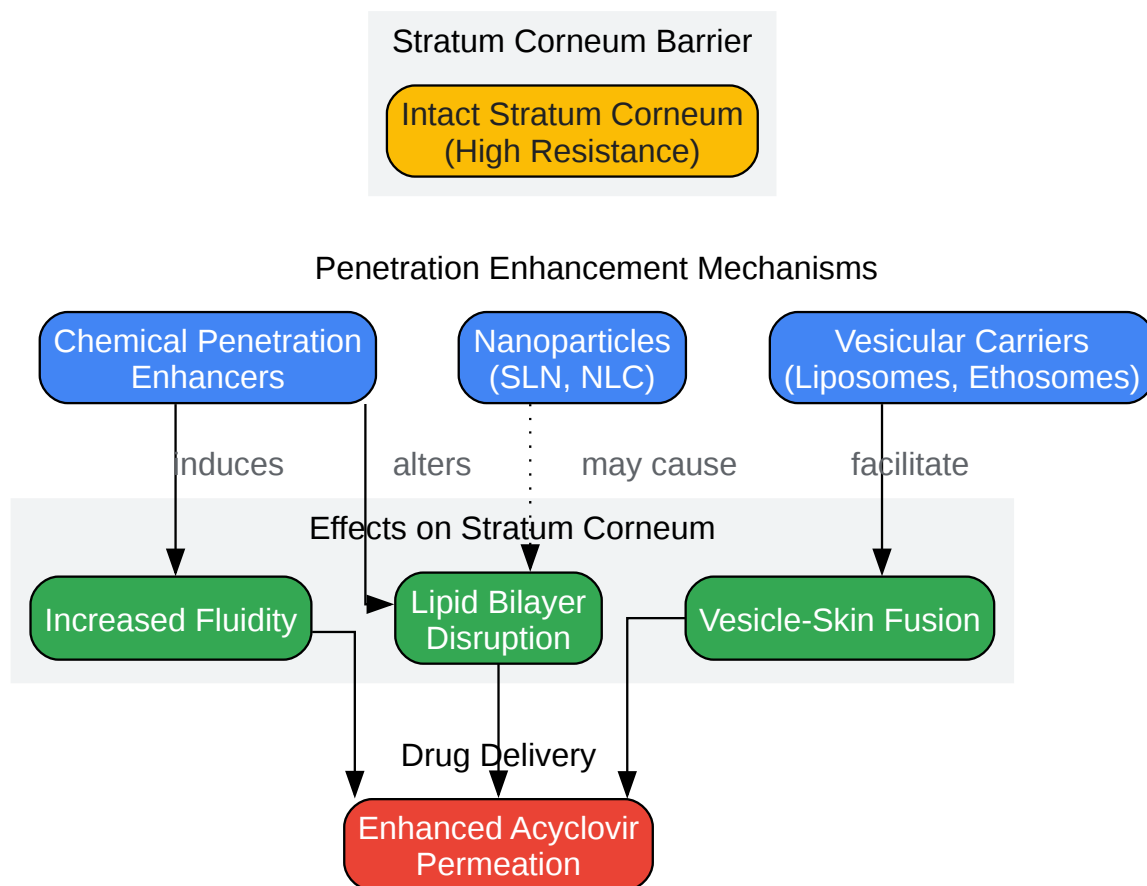 Stratum Corneum Barrier
Intact Stratum Corneum
(High Resistance)
Penetration Enhancement Mechanisms
Chemical Penetration
Enhancers
Nanoparticles
(SLN, NLC)
Vesicular Carriers
(Liposomes, Ethosomes)
induces
alters
may cause
facilitate
Effects on Stratum Corneum
Increased Fluidity
Lipid Bilayer
Disruption
Vesicle-Skin Fusion
Drug Delivery
Enhanced Acyclovir
Permeation